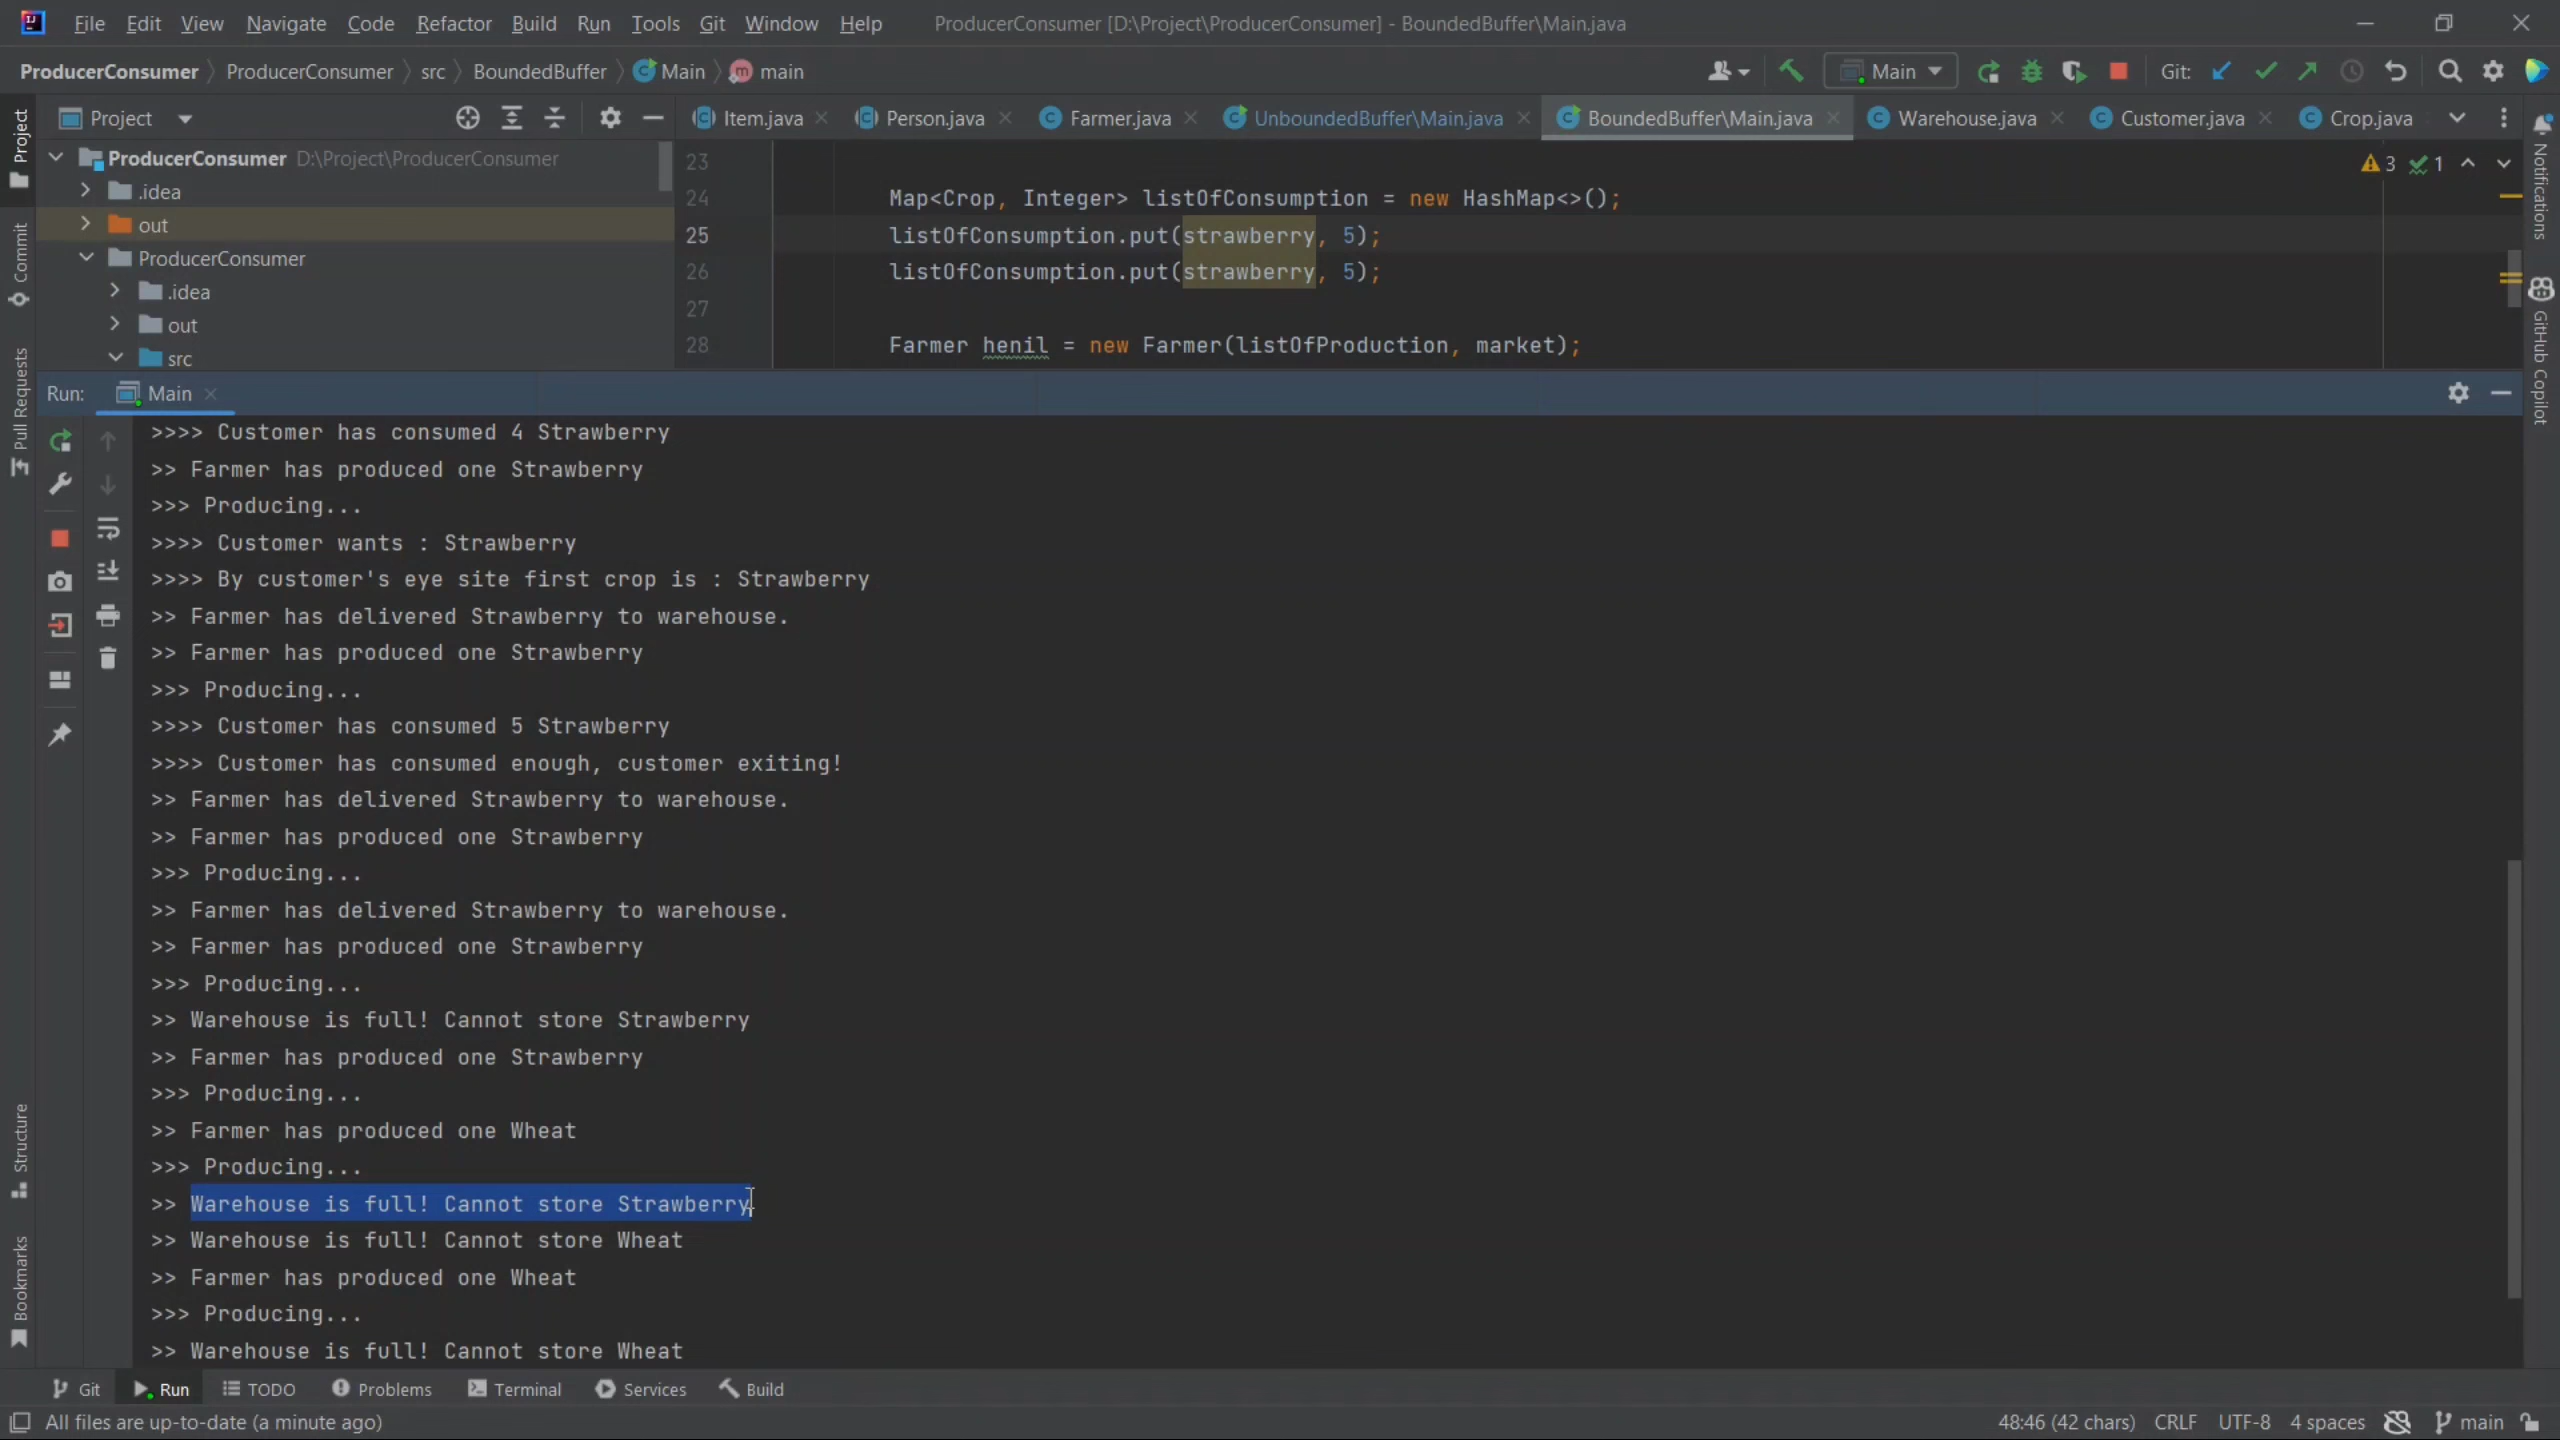 File Edit View Navigate Code Refactor Build Run Tools Git Window Help ProducerConsumer [D:\Project\ProducerConsumer] - BoundedBuffer\Main.java
ProducerConsumer ProducerConsumer src BoundedBuffer Main main Main Git:
Project
Item.java Person.java Farmer.java UnboundedBuffer\Main.java BoundedBuffer\Main.java Warehouse.java Customer.java Crop.java
ProducerConsumer D:\Project\ProducerConsumer
.idea
out
ProducerConsumer
.idea
out
src
3 1
23
24 Map<Crop, Integer> listOfConsumption = new HashMap<>();
25 listOfConsumption.put(strawberry, 5);
26 listOfConsumption.put(strawberry, 5);
27
28 Farmer henil = new Farmer(listOfProduction, market);
Run: Main
>>>> Customer has consumed 4 Strawberry
>> Farmer has produced one Strawberry
>>> Producing...
>>>> Customer wants : Strawberry
>>>> By customer's eye site first crop is : Strawberry
>> Farmer has delivered Strawberry to warehouse.
>> Farmer has produced one Strawberry
>>> Producing...
>>>> Customer has consumed 5 Strawberry
>>>> Customer has consumed enough, customer exiting!
>> Farmer has delivered Strawberry to warehouse.
>> Farmer has produced one Strawberry
>>> Producing...
>> Farmer has delivered Strawberry to warehouse.
>> Farmer has produced one Strawberry
>>> Producing...
>> Warehouse is full! Cannot store Strawberry
>> Farmer has produced one Strawberry
>>> Producing...
>> Farmer has produced one Wheat
>>> Producing...
>> Warehouse is full! Cannot store Strawberry
>> Warehouse is full! Cannot store Wheat
>> Farmer has produced one Wheat
>>> Producing...
>> Warehouse is full! Cannot store Wheat
Project
Commit
Pull Requests
Structure
Bookmarks
Notifications
GitHub Copilot
Git Run TODO Problems Terminal Services Build
All files are up-to-date (a minute ago) 48:46 (42 chars) CRLF UTF-8 4 spaces main